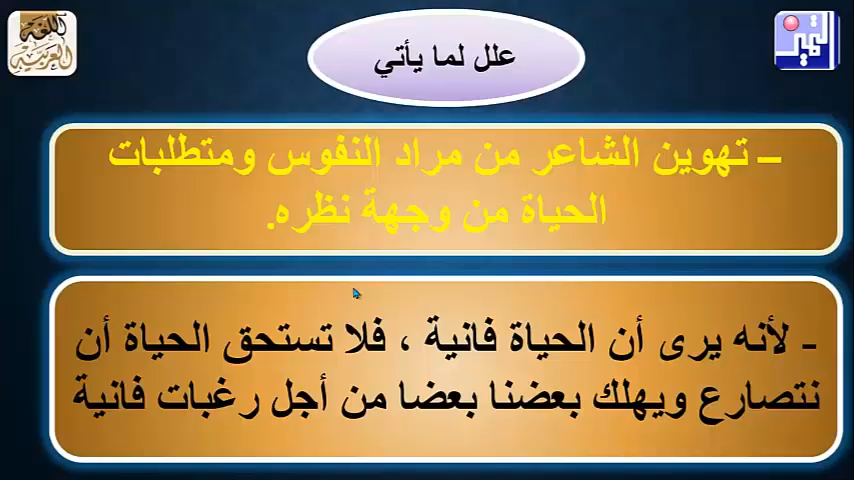 اللغة
العربية
التميز
علل لما يأتي
– تهوين الشاعر من مراد النفوس ومتطلبات
الحياة من وجهة نظره.
- لأنه يرى أن الحياة فانية ، فلا تستحق الحياة أن
نتصارع ويهلك بعضنا بعضا من أجل رغبات فانية